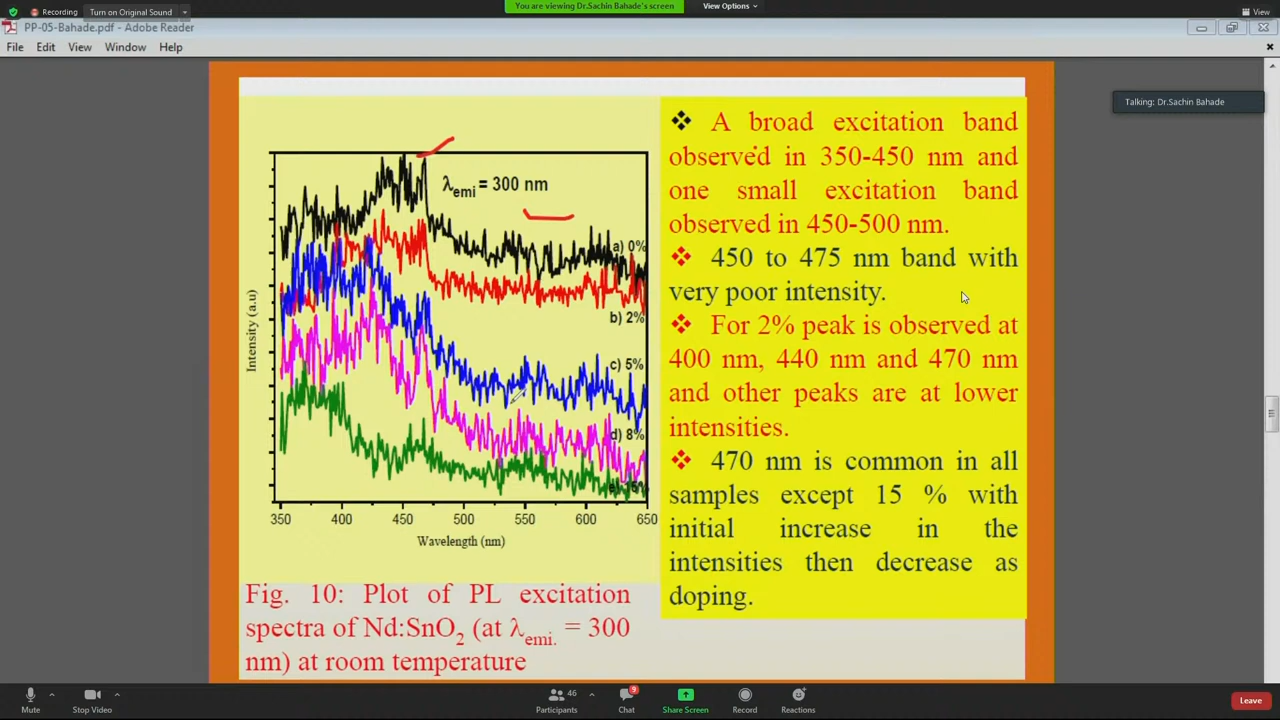 You are viewing Dr.Sachin Bahade's screen
View Options
Recording
Turn on Original Sound
View
PP-05-Bahade.pdf - Adobe Reader
File Edit View Window Help
Talking: Dr.Sachin Bahade
λemi = 300 nm
a) 0%
b) 2%
c) 5%
d) 8%
e) 15%
Intensity (a.u)
350 400 450 500 550 600 650
Wavelength (nm)
Fig. 10: Plot of PL excitation
spectra of Nd:SnO2 (at λemi. = 300
nm) at room temperature
❖ A broad excitation band
observed in 350-450 nm and
one small excitation band
observed in 450-500 nm.
❖ 450 to 475 nm band with
very poor intensity.
❖ For 2% peak is observed at
400 nm, 440 nm and 470 nm
and other peaks are at lower
intensities.
❖ 470 nm is common in all
samples except 15 % with
initial increase in the
intensities then decrease as
doping.
Mute
Stop Video
46
Participants
9
Chat
Share Screen
Record
Reactions
Leave